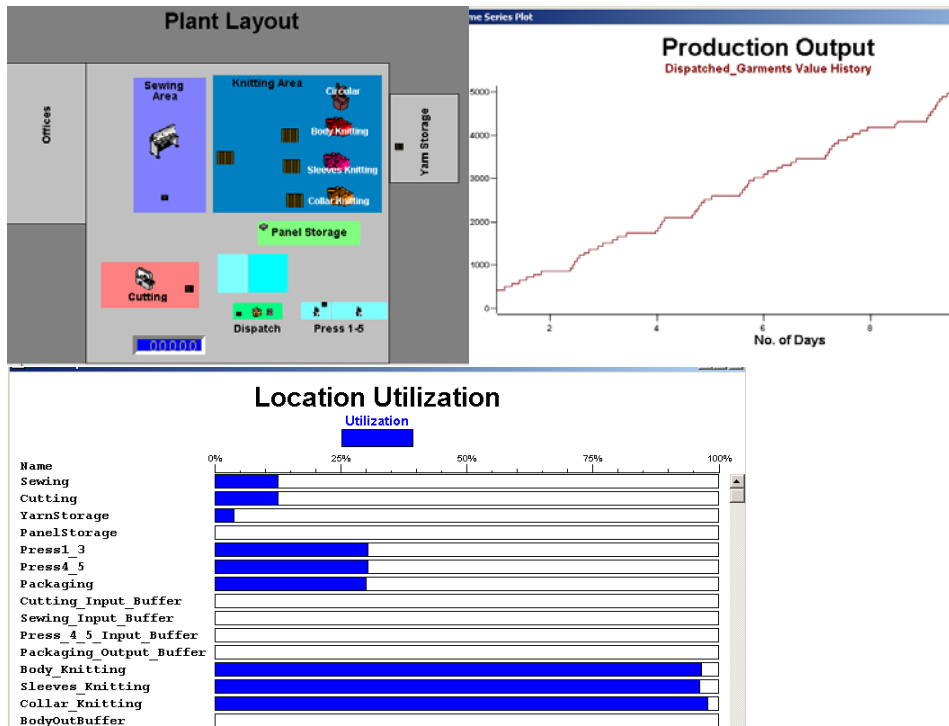 Plant Layout
Offices
Sewing
Area
Knitting Area
Circular
Body Knitting
Sleeves Knitting
Collar Knitting
Yarn Storage
Panel Storage
Cutting
Dispatch
Press 1-5
00000
me Series Plot
Production Output
Dispatched_Garments Value History
5000
4000
3000
2000
1000
0
2 4 6 8
No. of Days
Location Utilization
Utilization
Name
0% 25% 50% 75% 100%
Sewing
Cutting
YarnStorage
PanelStorage
Press1_3
Press4_5
Packaging
Cutting_Input_Buffer
Sewing_Input_Buffer
Press_4_5_Input_Buffer
Packaging_Output_Buffer
Body_Knitting
Sleeves_Knitting
Collar_Knitting
BodyOutBuffer